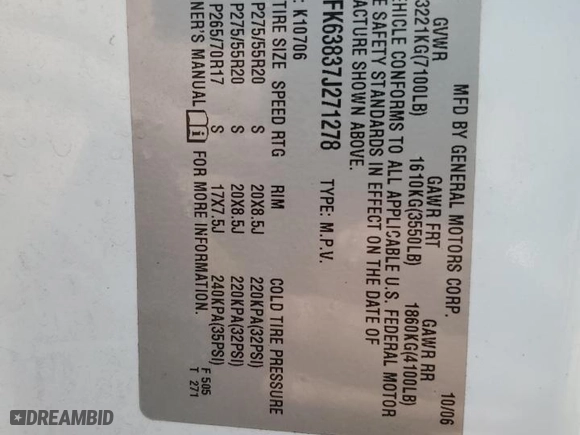 MFD BY GENERAL MOTORS CORP. 10/06
GVWR GAWR FRT GAWR RR
3221KG(7100LB) 1610KG(3550LB) 1860KG(4100LB)
EHICLE CONFORMS TO ALL APPLICABLE U.S. FEDERAL MOTOR
E SAFETY STANDARDS IN EFFECT ON THE DATE OF
FACTURE SHOWN ABOVE.
FK63837J271278 TYPE: M.P.V.
: K10706
TIRE SIZE SPEED RTG RIM COLD TIRE PRESSURE
P275/55R20 S 20X8.5J 220KPA(32PSI)
P275/55R20 S 20X8.5J 220KPA(32PSI)
P265/70R17 S 17X7.5J 240KPA(35PSI)
NER'S MANUAL FOR MORE INFORMATION.
F 505
T 271
DREAMBID